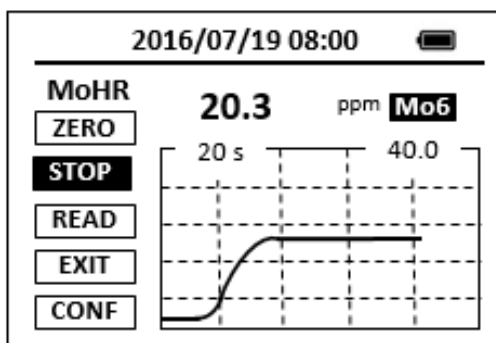 2016/07/19 08:00
MoHR
20.3 ppm Mo6
ZERO
20 s 40.0
STOP
READ
EXIT
CONF